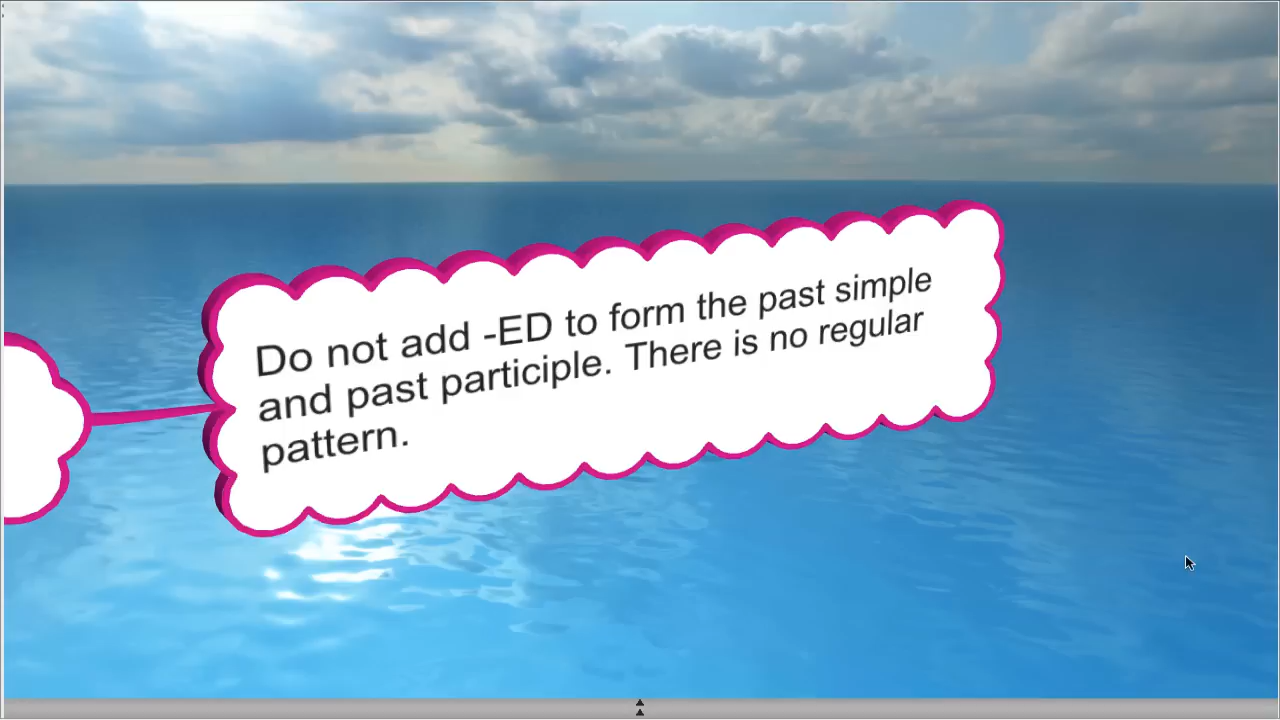 Do not add -ED to form the past simple
and past participle. There is no regular
pattern.